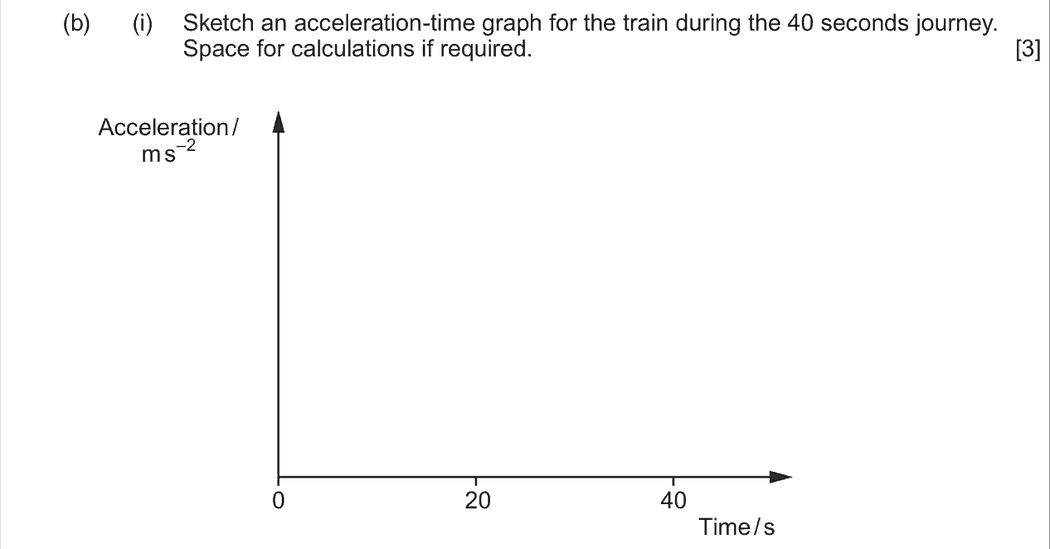 (b) (i) Sketch an acceleration-time graph for the train during the 40 seconds journey.
Space for calculations if required. [3]
Acceleration/
m s⁻²
0 20 40
Time/s